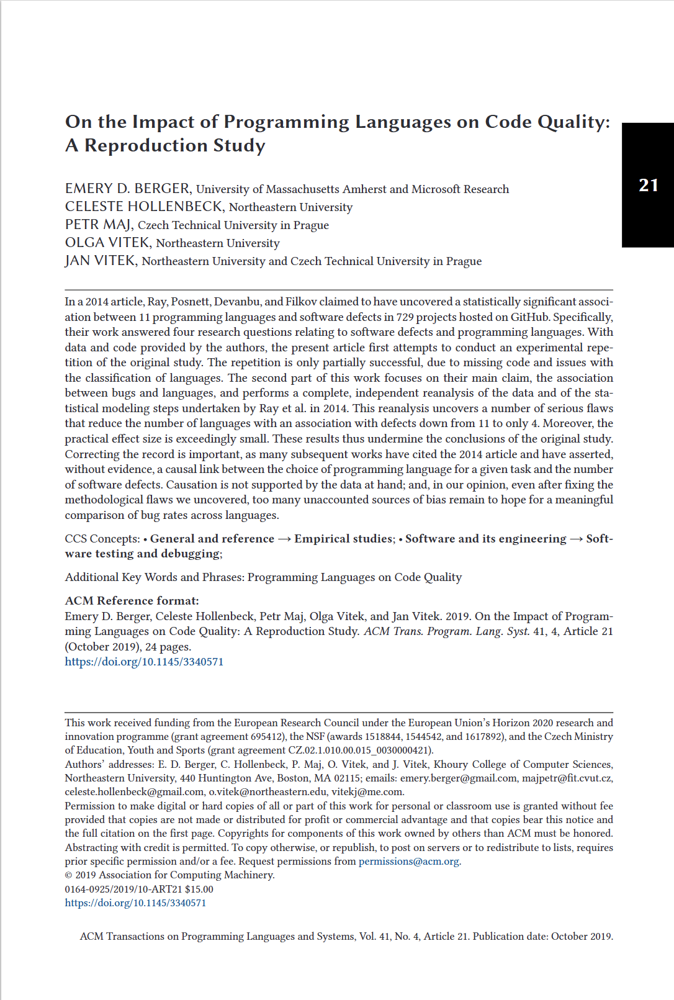 On the Impact of Programming Languages on Code Quality:
A Reproduction Study
21
EMERY D. BERGER, University of Massachusetts Amherst and Microsoft Research
CELESTE HOLLENBECK, Northeastern University
PETR MAJ, Czech Technical University in Prague
OLGA VITEK, Northeastern University
JAN VITEK, Northeastern University and Czech Technical University in Prague
In a 2014 article, Ray, Posnett, Devanbu, and Filkov claimed to have uncovered a statistically significant associ-
ation between 11 programming languages and software defects in 729 projects hosted on GitHub. Specifically,
their work answered four research questions relating to software defects and programming languages. With
data and code provided by the authors, the present article first attempts to conduct an experimental repe-
tition of the original study. The repetition is only partially successful, due to missing code and issues with
the classification of languages. The second part of this work focuses on their main claim, the association
between bugs and languages, and performs a complete, independent reanalysis of the data and of the sta-
tistical modeling steps undertaken by Ray et al. in 2014. This reanalysis uncovers a number of serious flaws
that reduce the number of languages with an association with defects down from 11 to only 4. Moreover, the
practical effect size is exceedingly small. These results thus undermine the conclusions of the original study.
Correcting the record is important, as many subsequent works have cited the 2014 article and have asserted,
without evidence, a causal link between the choice of programming language for a given task and the number
of software defects. Causation is not supported by the data at hand; and, in our opinion, even after fixing the
methodological flaws we uncovered, too many unaccounted sources of bias remain to hope for a meaningful
comparison of bug rates across languages.
CCS Concepts: • General and reference → Empirical studies; • Software and its engineering → Soft-
ware testing and debugging;
Additional Key Words and Phrases: Programming Languages on Code Quality
ACM Reference format:
Emery D. Berger, Celeste Hollenbeck, Petr Maj, Olga Vitek, and Jan Vitek. 2019. On the Impact of Program-
ming Languages on Code Quality: A Reproduction Study. ACM Trans. Program. Lang. Syst. 41, 4, Article 21
(October 2019), 24 pages.
https://doi.org/10.1145/3340571
This work received funding from the European Research Council under the European Union's Horizon 2020 research and
innovation programme (grant agreement 695412), the NSF (awards 1518844, 1544542, and 1617892), and the Czech Ministry
of Education, Youth and Sports (grant agreement CZ.02.1.010.00.015_0030000421).
Authors' addresses: E. D. Berger, C. Hollenbeck, P. Maj, O. Vitek, and J. Vitek, Khoury College of Computer Sciences,
Northeastern University, 440 Huntington Ave, Boston, MA 02115; emails: emery.berger@gmail.com, majpetr@fit.cvut.cz,
celeste.hollenbeck@gmail.com, o.vitek@northeastern.edu, vitekj@me.com.
Permission to make digital or hard copies of all or part of this work for personal or classroom use is granted without fee
provided that copies are not made or distributed for profit or commercial advantage and that copies bear this notice and
the full citation on the first page. Copyrights for components of this work owned by others than ACM must be honored.
Abstracting with credit is permitted. To copy otherwise, or republish, to post on servers or to redistribute to lists, requires
prior specific permission and/or a fee. Request permissions from permissions@acm.org.
© 2019 Association for Computing Machinery.
0164-0925/2019/10-ART21 $15.00
https://doi.org/10.1145/3340571
ACM Transactions on Programming Languages and Systems, Vol. 41, No. 4, Article 21. Publication date: October 2019.